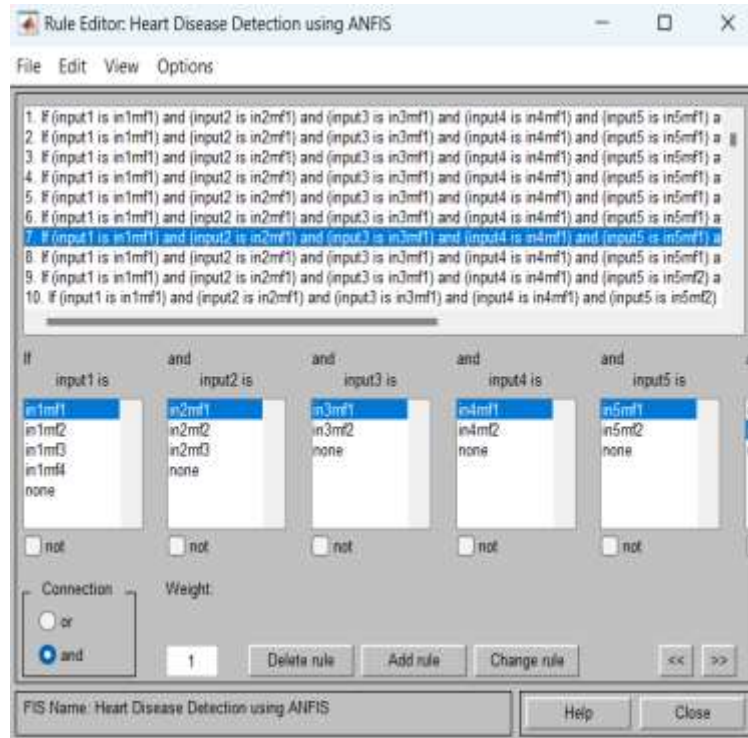 Rule Editor: Heart Disease Detection using ANFIS
File Edit View Options
1. If (input1 is in1mf1) and (input2 is in2mf1) and (input3 is in3mf1) and (input4 is in4mf1) and (input5 is in5mf1) a
2. If (input1 is in1mf1) and (input2 is in2mf1) and (input3 is in3mf1) and (input4 is in4mf1) and (input5 is in5mf1) a
3. If (input1 is in1mf1) and (input2 is in2mf1) and (input3 is in3mf1) and (input4 is in4mf1) and (input5 is in5mf1) a
4. If (input1 is in1mf1) and (input2 is in2mf1) and (input3 is in3mf1) and (input4 is in4mf1) and (input5 is in5mf1) a
5. If (input1 is in1mf1) and (input2 is in2mf1) and (input3 is in3mf1) and (input4 is in4mf1) and (input5 is in5mf1) a
6. If (input1 is in1mf1) and (input2 is in2mf1) and (input3 is in3mf1) and (input4 is in4mf1) and (input5 is in5mf1) a
7. If (input1 is in1mf1) and (input2 is in2mf1) and (input3 is in3mf1) and (input4 is in4mf1) and (input5 is in5mf1) a
8. If (input1 is in1mf1) and (input2 is in2mf1) and (input3 is in3mf1) and (input4 is in4mf1) and (input5 is in5mf1) a
9. If (input1 is in1mf1) and (input2 is in2mf1) and (input3 is in3mf1) and (input4 is in4mf1) and (input5 is in5mf2) a
10. If (input1 is in1mf1) and (input2 is in2mf1) and (input3 is in3mf1) and (input4 is in4mf1) and (input5 is in5mf2)
If and and and and
input1 is input2 is input3 is input4 is input5 is
in1mf1 in2mf1 in3mf1 in4mf1 in5mf1
in1mf2 in2mf2 in3mf2 in4mf2 in5mf2
in1mf3 in2mf3 none none none
in1mf4 none
none
not not not not not
Connection Weight:
or
and 1 Delete rule Add rule Change rule << >>
FIS Name: Heart Disease Detection using ANFIS Help Close